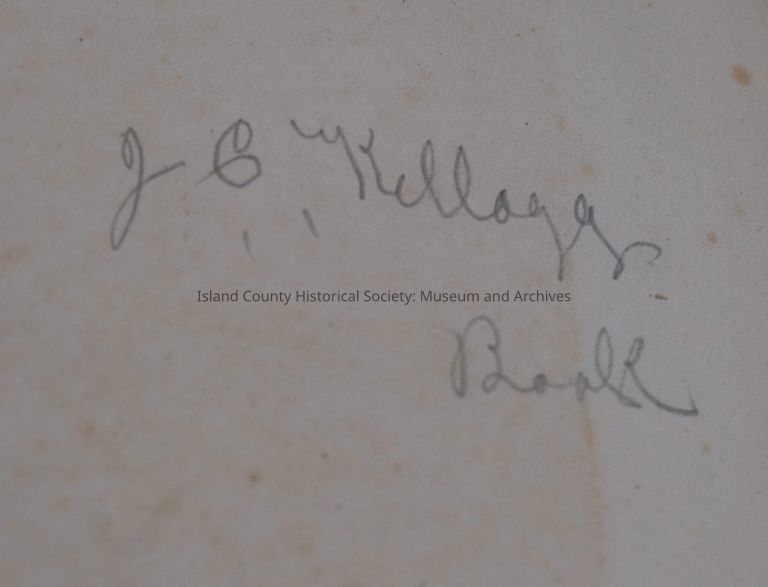 J C Kellogg
Island County Historical Society: Museum and Archives
Book